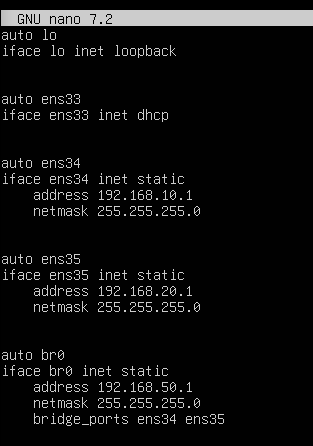 GNU nano 7.2
auto lo
iface lo inet loopback
auto ens33
iface ens33 inet dhcp
auto ens34
iface ens34 inet static
address 192.168.10.1
netmask 255.255.255.0
auto ens35
iface ens35 inet static
address 192.168.20.1
netmask 255.255.255.0
auto br0
iface br0 inet static
address 192.168.50.1
netmask 255.255.255.0
bridge_ports ens34 ens35